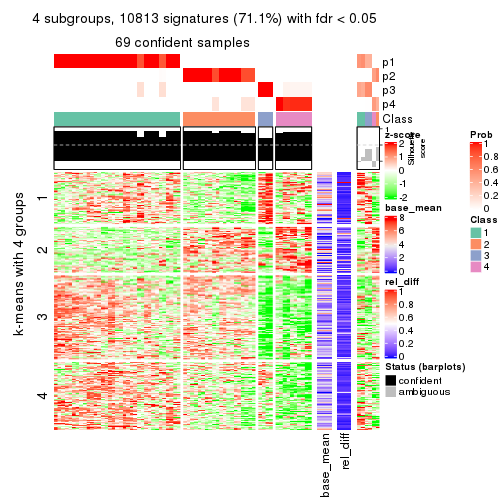 4 subgroups, 10813 signatures (71.1%) with fdr < 0.05
69 confident samples
p1
p2
p3
p4
Class
1
z-score
2
1
0
-1
-2
Silhouette
score
base_mean
8
6
4
2
0
rel_diff
1
0.8
0.6
0.4
0.2
0
Status (barplots)
confident
ambiguous
Prob
1
0.8
0.6
0.4
0.2
0
Class
1
2
3
4
k-means with 4 groups
1
2
3
4
base_mean
rel_diff